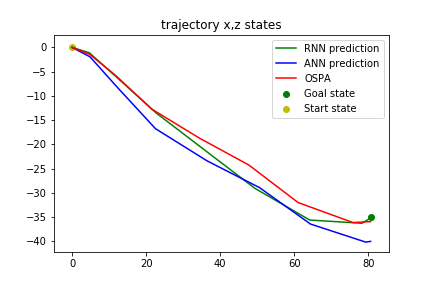 trajectory x,z states
RNN prediction
ANN prediction
OSPA
Goal state
Start state
0
−5
−10
−15
−20
−25
−30
−35
−40
0 20 40 60 80